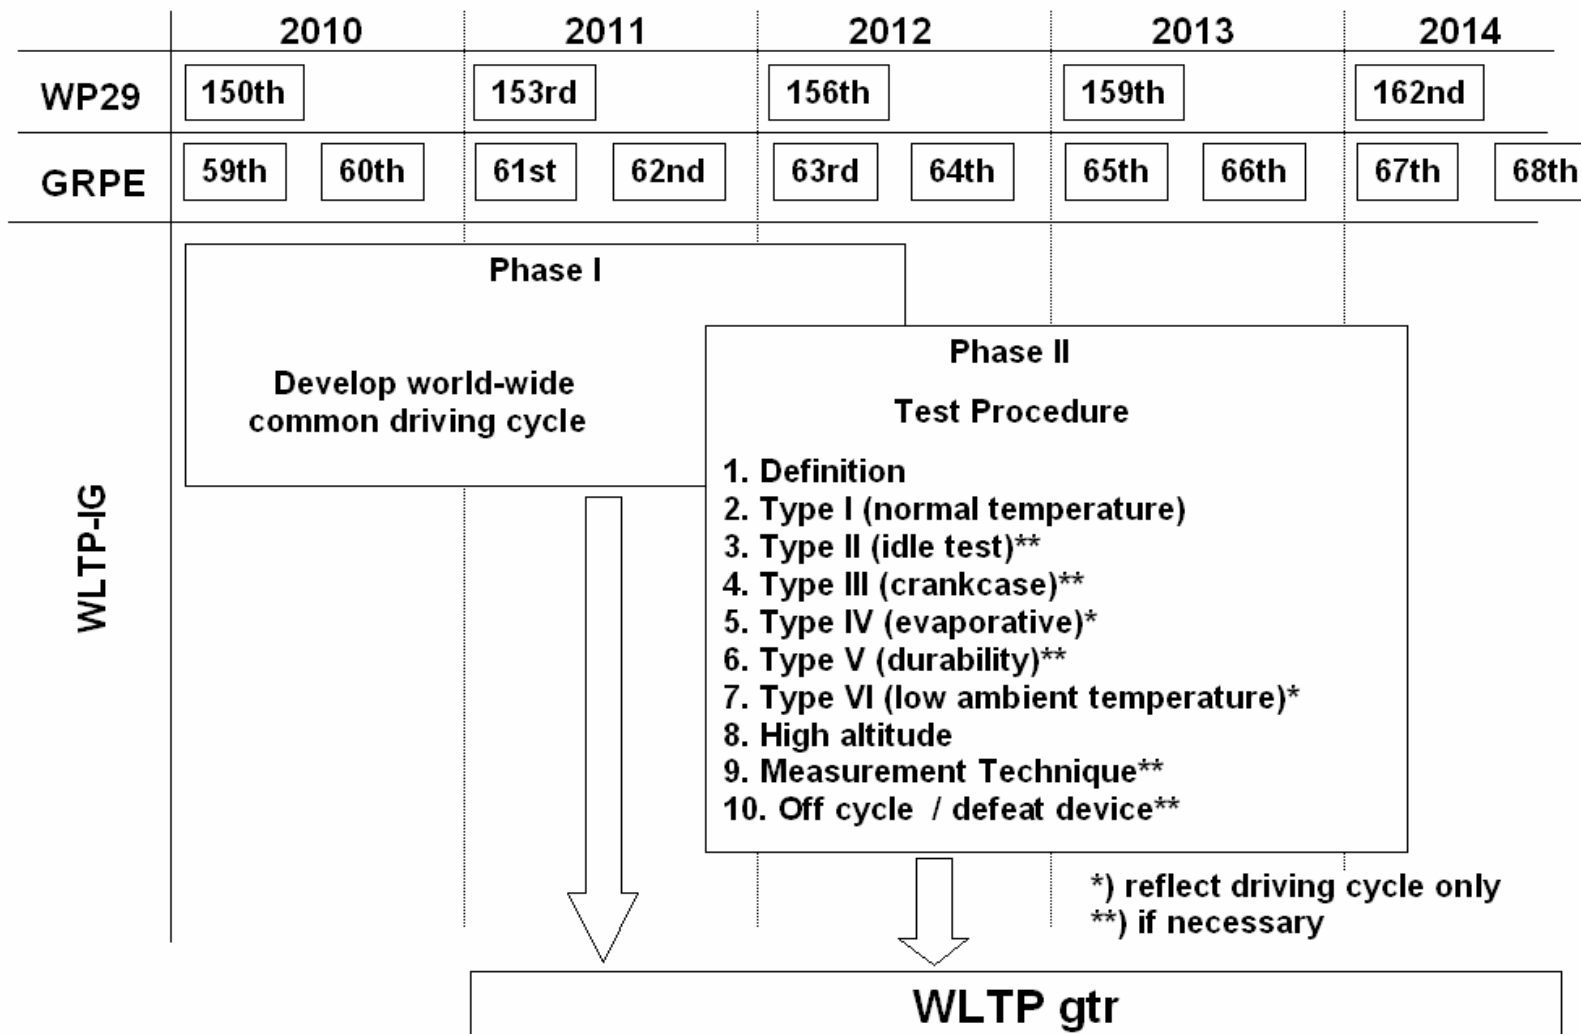 2010 2011 2012 2013 2014
WP29 150th 153rd 156th 159th 162nd
GRPE 59th 60th 61st 62nd 63rd 64th 65th 66th 67th 68th
WLTP-IG
Phase I
Develop world-wide
common driving cycle
Phase II
Test Procedure
1. Definition
2. Type I (normal temperature)
3. Type II (idle test)**
4. Type III (crankcase)**
5. Type IV (evaporative)*
6. Type V (durability)**
7. Type VI (low ambient temperature)*
8. High altitude
9. Measurement Technique**
10. Off cycle / defeat device**
*) reflect driving cycle only
**) if necessary
WLTP gtr